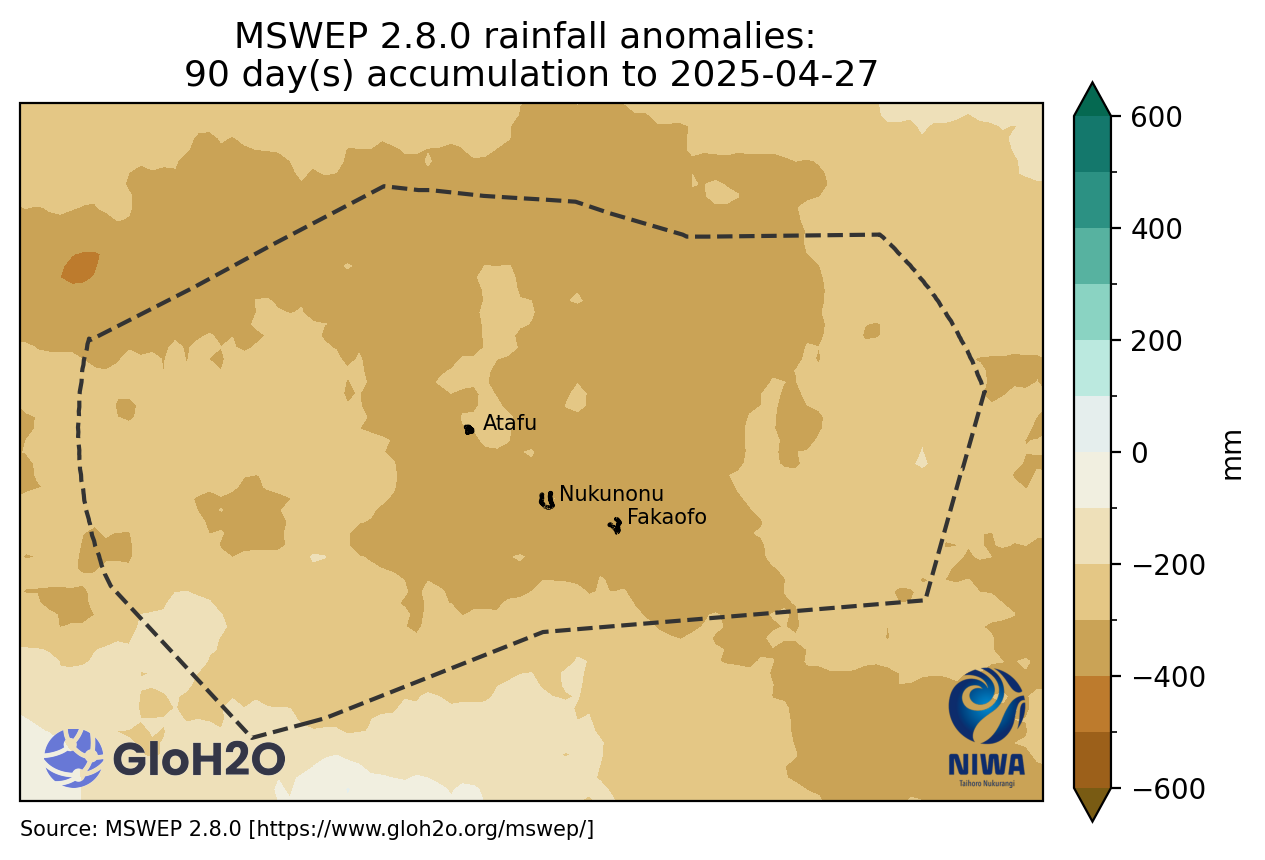 MSWEP 2.8.0 rainfall anomalies:
90 day(s) accumulation to 2025-04-27
600
400
200
0
−200
−400
−600
mm
Atafu
Nukunonu
Fakaofo
GloH2O
NIWA
Taihoro Nukurangi
Source: MSWEP 2.8.0 [https://www.gloh2o.org/mswep/]